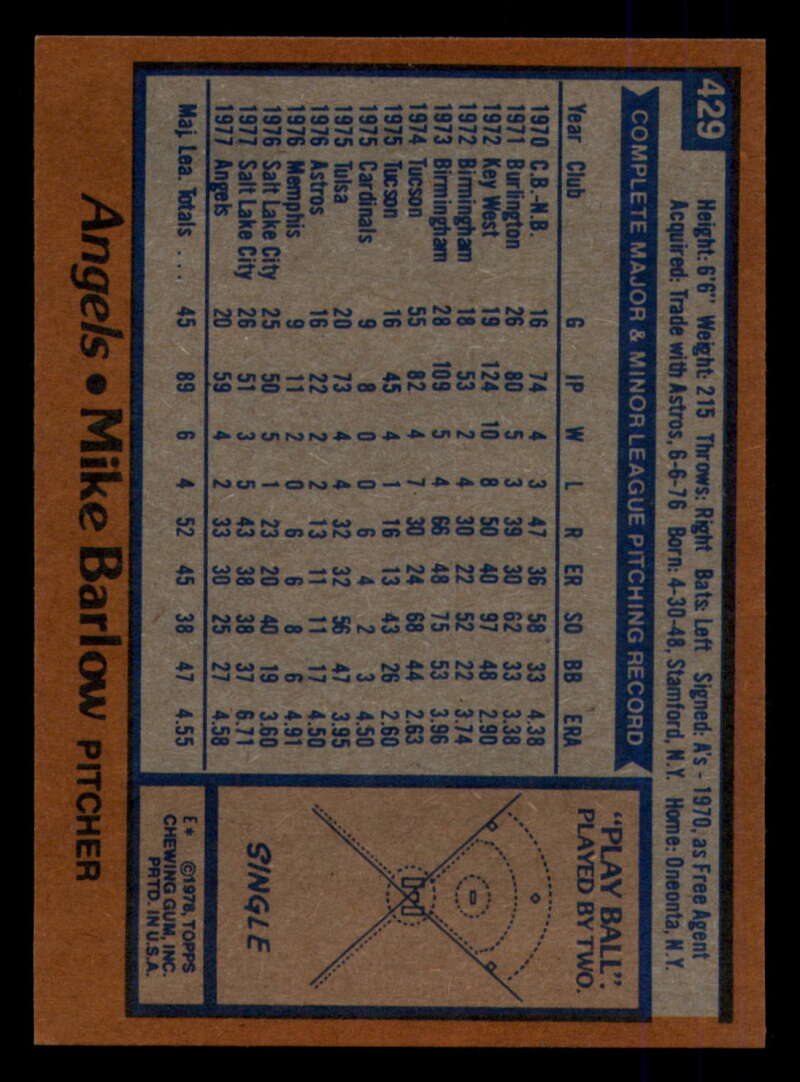 429
Height: 6'6" Weight: 215 Throws: Right Bats: Left Signed: A's - 1970, as Free Agent
Acquired: Trade with Astros, 6-6-76 Born: 4-30-48, Stamford, N.Y. Home: Oneonta, N.Y.
COMPLETE MAJOR & MINOR LEAGUE PITCHING RECORD
Year Club G IP W L R ER SO BB ERA
1970 C.B.-N.B. 16 74 4 3 47 36 58 33 4.38
1971 Burlington 26 80 5 3 39 30 62 33 3.38
1972 Key West 19 124 10 8 50 40 97 48 2.90
1972 Birmingham 18 53 2 4 30 22 52 22 3.74
1973 Birmingham 28 109 5 4 66 48 75 53 3.96
1974 Tucson 55 82 4 7 30 24 68 44 2.63
1975 Tucson 16 45 4 1 16 13 43 26 2.60
1975 Cardinals 9 8 0 0 6 4 2 3 4.50
1975 Tulsa 20 73 4 4 32 32 56 47 3.95
1976 Astros 16 22 2 2 13 11 11 17 4.50
1976 Memphis 9 11 2 0 6 6 8 6 4.91
1976 Salt Lake City 25 50 5 1 23 20 40 19 3.60
1977 Salt Lake City 26 51 3 5 43 38 38 37 6.71
1977 Angels 20 59 4 2 33 30 25 27 4.58
Maj. Lea. Totals .... 45 89 6 4 52 45 38 47 4.55
"PLAY BALL"
PLAYED BY TWO.
SINGLE
E* ©1978, TOPPS
CHEWING GUM, INC.
PRTD. IN U.S.A.
Angels • Mike Barlow PITCHER